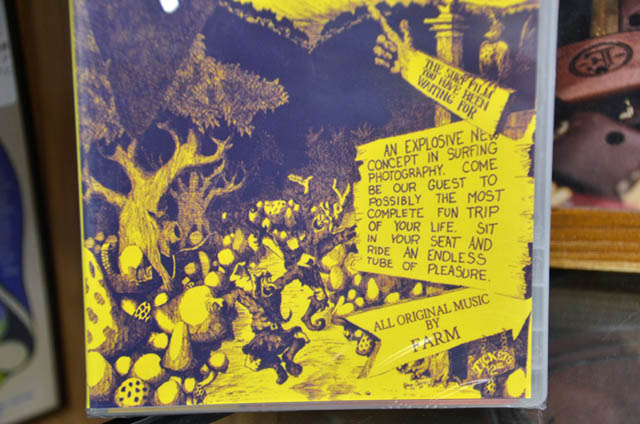 THE SURF FILM
YOU HAVE BEEN
WAITING FOR
AN EXPLOSIVE NEW
CONCEPT IN SURFING
PHOTOGRAPHY. COME
BE OUR GUEST TO
POSSIBLY THE MOST
COMPLETE FUN TRIP
OF YOUR LIFE. SIT
IN YOUR SEAT AND
RIDE AN ENDLESS
TUBE OF PLEASURE.
ALL ORIGINAL MUSIC
BY
FARM
TICKETS